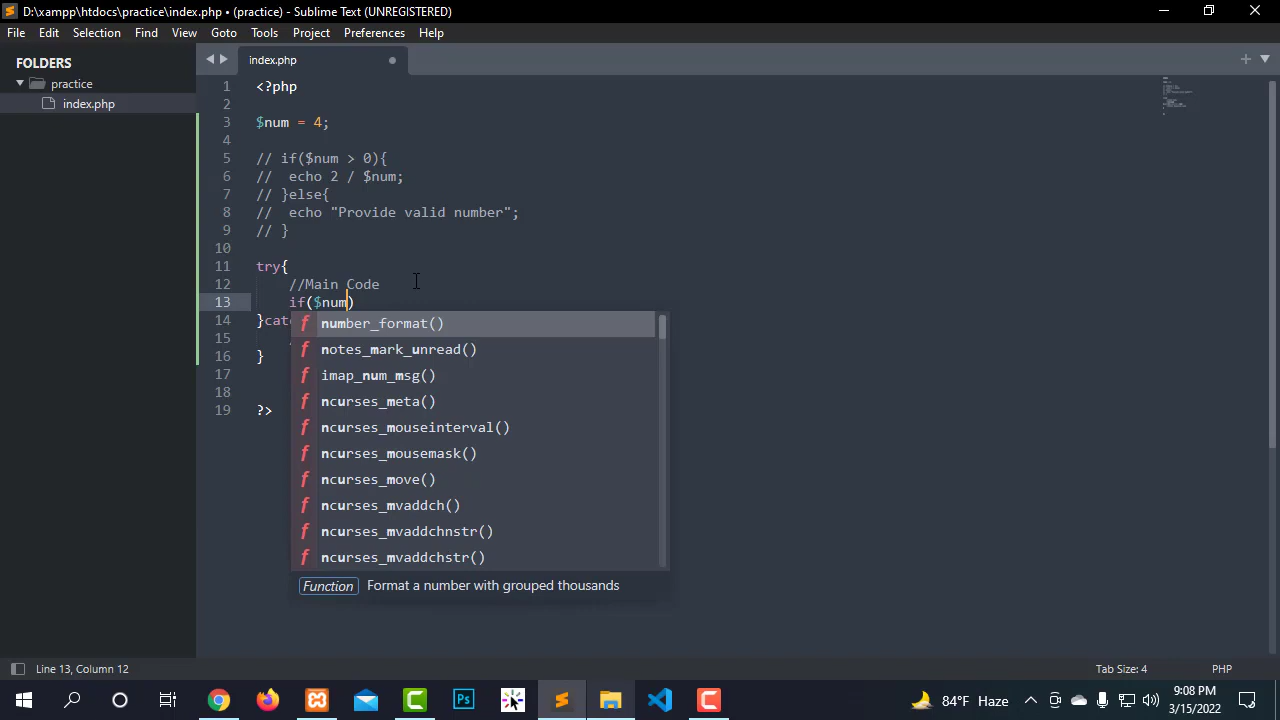 D:\xampp\htdocs\practice\index.php • (practice) - Sublime Text (UNREGISTERED)
File Edit Selection Find View Goto Tools Project Preferences Help
FOLDERS
practice
index.php
index.php
1 <?php
2
3 $num = 4;
4
5 // if($num > 0){
6 // echo 2 / $num;
7 // }else{
8 // echo "Provide valid number";
9 // }
10
11 try{
12 //Main Code
13 if($num)
14 }cat
15
16 }
17
18
19 ?>
f number_format()
f notes_mark_unread()
f imap_num_msg()
f ncurses_meta()
f ncurses_mouseinterval()
f ncurses_mousemask()
f ncurses_move()
f ncurses_mvaddch()
f ncurses_mvaddchnstr()
f ncurses_mvaddchstr()
Function Format a number with grouped thousands
Line 13, Column 12 Tab Size: 4 PHP
Ps
84°F Haze
9:08 PM
3/15/2022